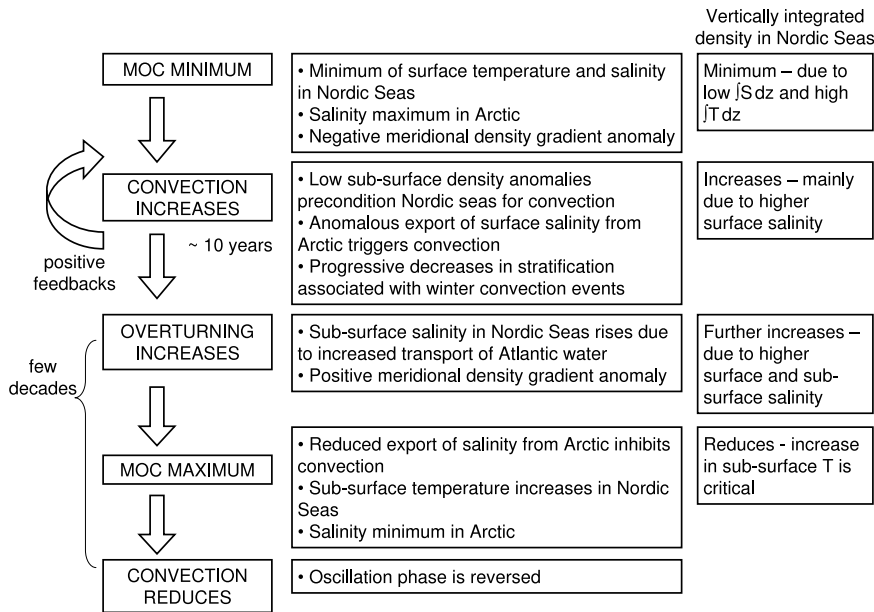 Vertically integrated
density in Nordic Seas
MOC MINIMUM
• Minimum of surface temperature and salinity
in Nordic Seas
• Salinity maximum in Arctic
• Negative meridional density gradient anomaly
Minimum – due to
low ∫S dz and high
∫T dz
CONVECTION
INCREASES
• Low sub-surface density anomalies
precondition Nordic seas for convection
• Anomalous export of surface salinity from
Arctic triggers convection
• Progressive decreases in stratification
associated with winter convection events
Increases – mainly
due to higher
surface salinity
positive
feedbacks
~ 10 years
OVERTURNING
INCREASES
• Sub-surface salinity in Nordic Seas rises due
to increased transport of Atlantic water
• Positive meridional density gradient anomaly
Further increases –
due to higher
surface and sub-
surface salinity
few
decades
MOC MAXIMUM
• Reduced export of salinity from Arctic inhibits
convection
• Sub-surface temperature increases in Nordic
Seas
• Salinity minimum in Arctic
Reduces - increase
in sub-surface T is
critical
CONVECTION
REDUCES
• Oscillation phase is reversed